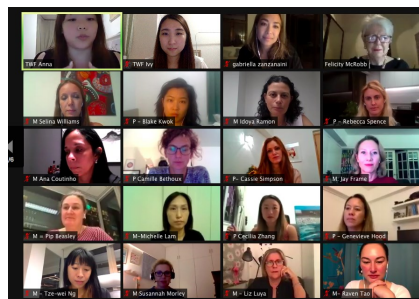 TWF Anna
TWF Ivy
gabriella zanzanaini
Felicity McRobb
M Selina Williams
P - Blake Kwok
M Idoya Ramon
P - Rebecca Spence
M Ana Coutinho
P Camille Bethoux
P- Cassie Simpson
M- Jay Frame
M - Pip Beasley
M-Michelle Lam
P Cecilia Zhang
P - Genevieve Hood
M - Tze-wei Ng
M Susannah Morley
M - Liz Luya
M- Raven Tao